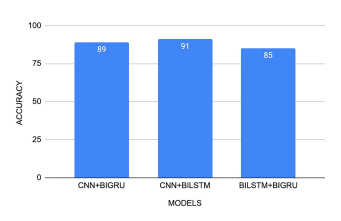 100
75
50
25
0
ACCURACY
89
91
85
CNN+BIGRU
CNN+BILSTM
BILSTM+BIGRU
MODELS